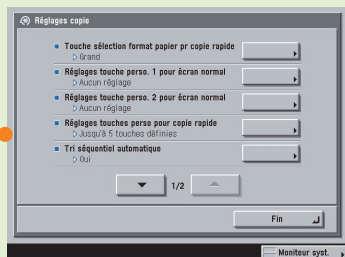 Réglages copie
Touche sélection format papier pr copie rapide
Grand
Réglages touche perso. 1 pour écran normal
Aucun réglage
Réglages touche perso. 2 pour écran normal
Aucun réglage
Réglages touches perso pour copie rapide
Jusqu'à 5 touches définies
Tri séquentiel automatique
Oui
1/2
Fin
Moniteur syst.